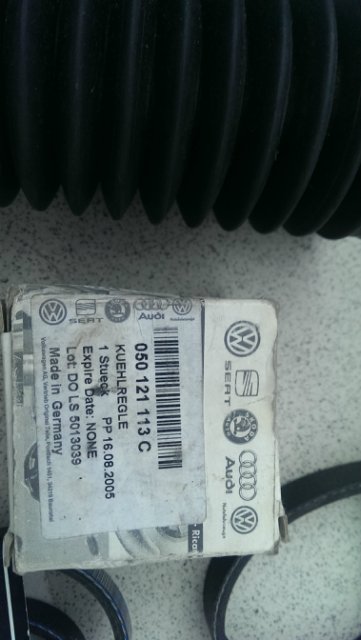 SEAT
Audi
050 121 113 C
KUEHLREGLE
1 Stueck PP 16.08.2005
Expire Date: NONE
Lot: DO LS 5013039
Made in Germany
SEAT
Audi